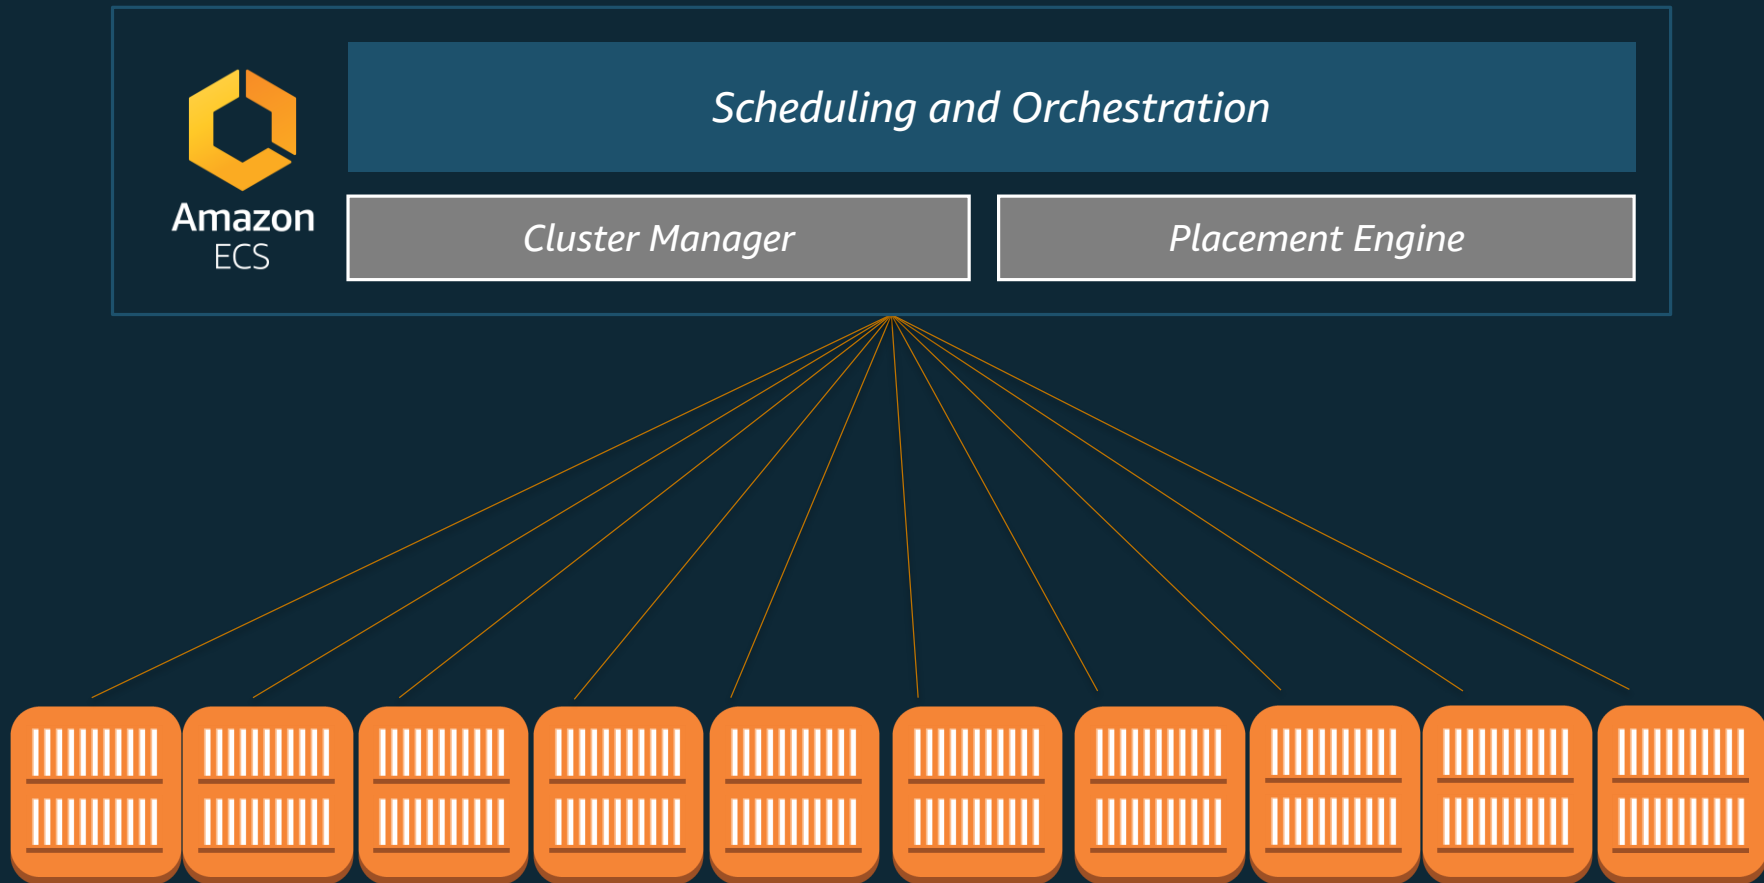 Scheduling and Orchestration
Amazon
ECS
Cluster Manager
Placement Engine